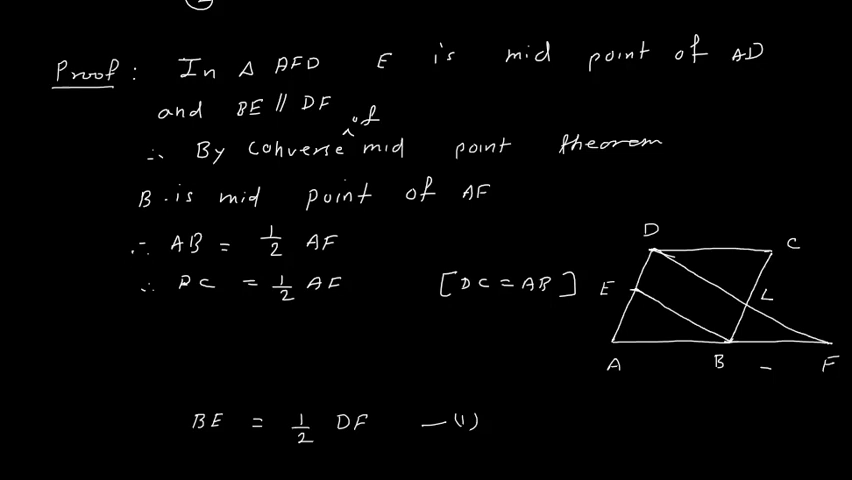 Proof : In Δ AFD E is mid point of AD
and BE // DF
∴ By converse of mid point theorem
B is mid point of AF
∴ AB = 1/2 AF
∴ DC = 1/2 AF [DC = AB]
D
C
E
L
A
B
F
BE = 1/2 DF —(1)